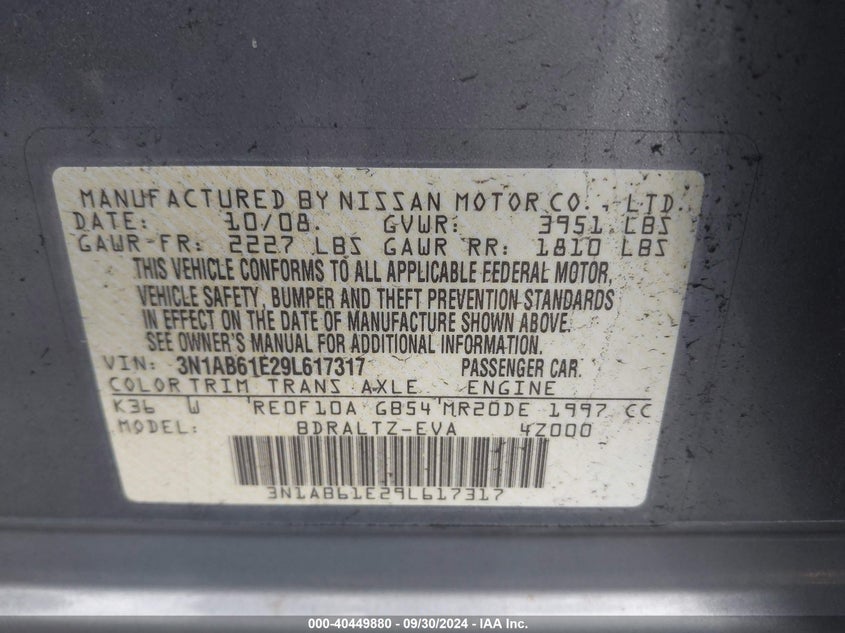 MANUFACTURED BY NISSAN MOTOR CO., LTD.
DATE: 10/08. GVWR: 3951 LBS
GAWR-FR: 2227 LBS GAWR RR: 1810 LBS
THIS VEHICLE CONFORMS TO ALL APPLICABLE FEDERAL MOTOR,
VEHICLE SAFETY, BUMPER AND THEFT PREVENTION STANDARDS
IN EFFECT ON THE DATE OF MANUFACTURE SHOWN ABOVE.
SEE OWNER'S MANUAL FOR ADDITIONAL INFORMATION.
VIN: 3N1AB61E29L617317 PASSENGER CAR
COLOR TRIM TRANS AXLE ENGINE
K36 W RE0F10A GB54 MR20DE 1997 CC
MODEL: BDRALTZ-EVA 4Z000
3N1AB61E29L617317
000-40449880 - 09/30/2024 - IAA Inc.